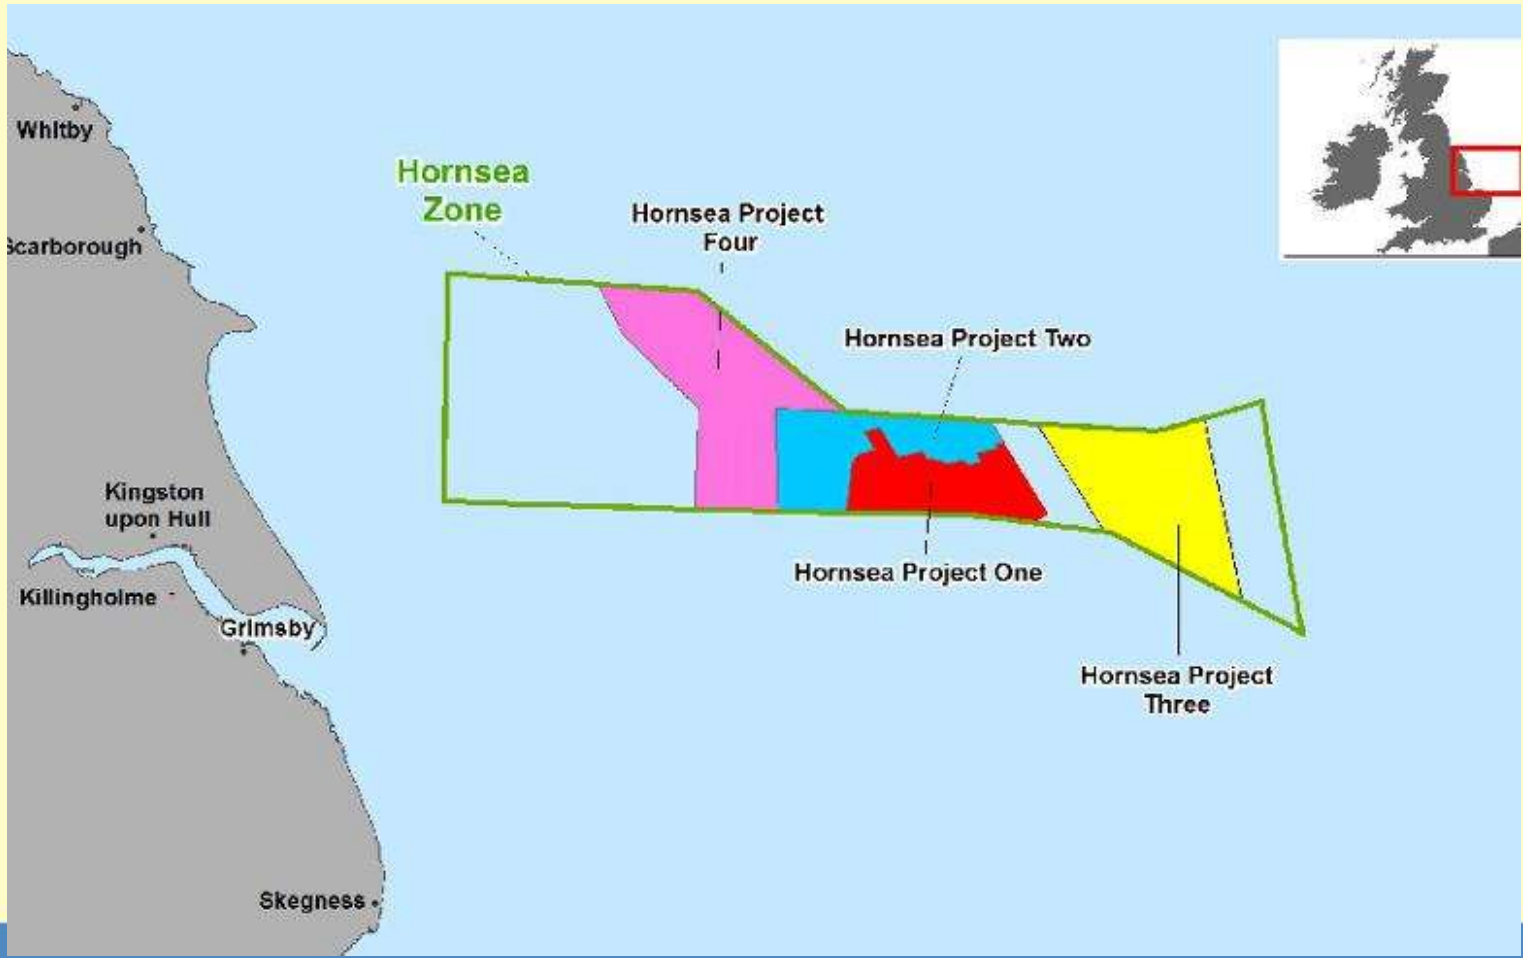 Whitby
Scarborough
Hornsea
Zone
Hornsea Project
Four
Hornsea Project Two
Kingston
upon Hull
Killingholme
Grimsby
Hornsea Project One
Hornsea Project
Three
Skegness